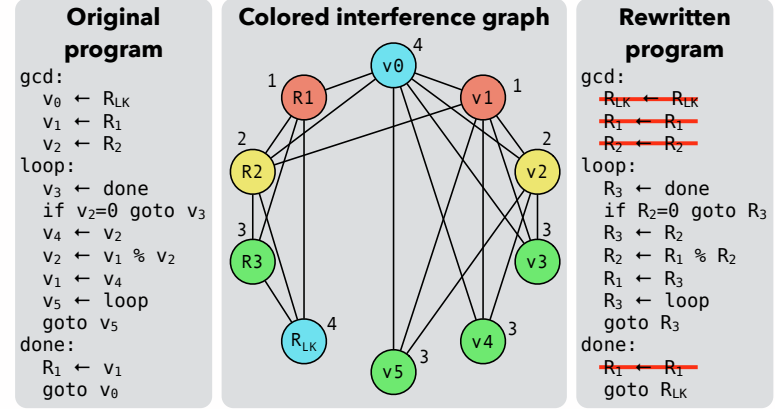 Original
program
gcd:
v₀ ← R_LK
v₁ ← R₁
v₂ ← R₂
loop:
v₃ ← done
if v₂=0 goto v₃
v₄ ← v₂
v₂ ← v₁ % v₂
v₁ ← v₄
v₅ ← loop
goto v₅
done:
R₁ ← v₁
goto v₀
Colored interference graph
v0 4
R1 1
v1 1
R2 2
v2 2
R3 3
v3 3
R_LK 4
v4 3
v5 3
Rewritten
program
gcd:
R_LK ← R_LK
R₁ ← R₁
R₂ ← R₂
loop:
R₃ ← done
if R₂=0 goto R₃
R₃ ← R₂
R₂ ← R₁ % R₂
R₁ ← R₃
R₃ ← loop
goto R₃
done:
R₁ ← R₁
goto R_LK